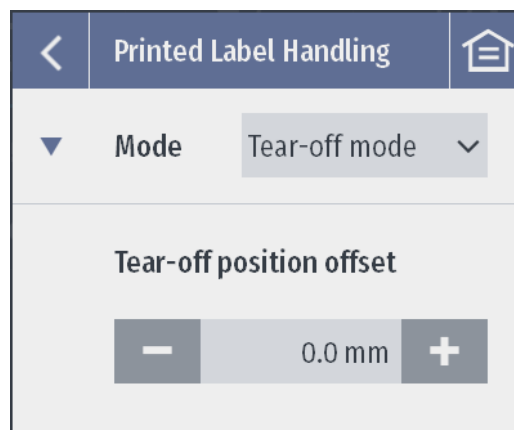 Printed Label Handling
Mode Tear-off mode
Tear-off position offset
0.0 mm